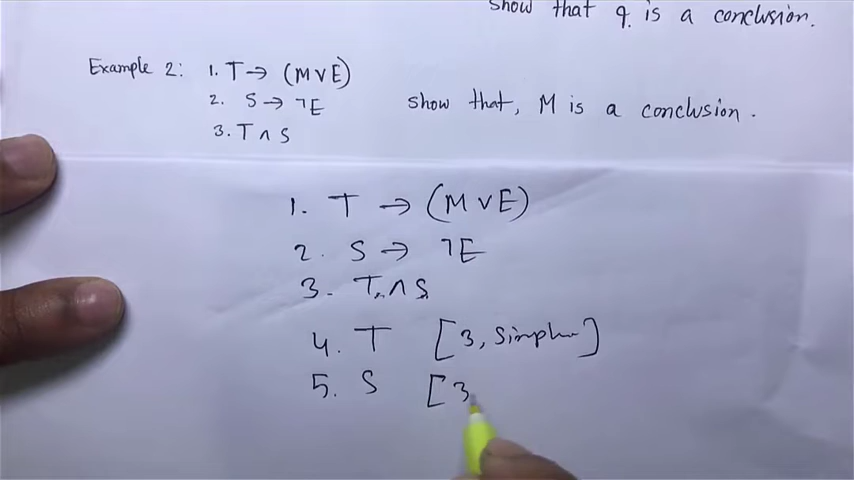 show that q is a conclusion.
Example 2: 1. T → (M ∨ E)
2. S → ¬E show that, M is a conclusion.
3. T ∧ S
1. T → (M ∨ E)
2. S → ¬E
3. T ∧ S
4. T [3, Simpln]
5. S [3